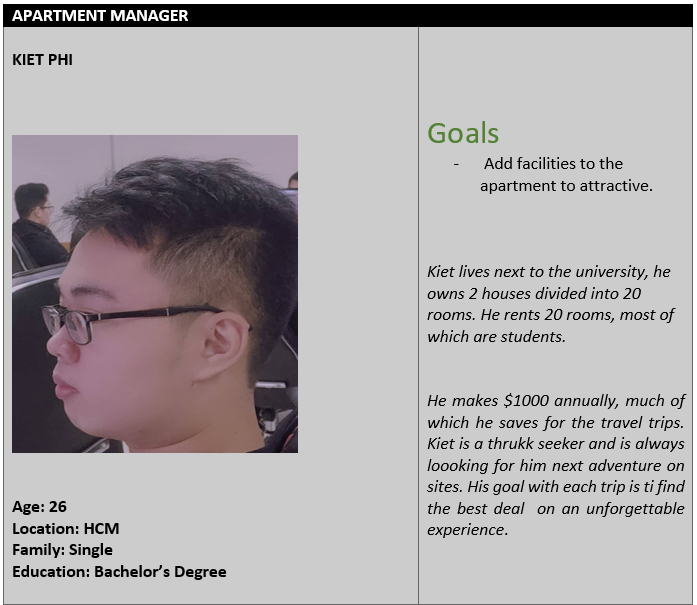 APARTMENT MANAGER
KIET PHI
Age: 26
Location: HCM
Family: Single
Education: Bachelor’s Degree
Goals
- Add facilities to the
apartment to attractive.
Kiet lives next to the university, he
owns 2 houses divided into 20
rooms. He rents 20 rooms, most of
which are students.
He makes $1000 annually, much of
which he saves for the travel trips.
Kiet is a thrukk seeker and is always
loooking for him next adventure on
sites. His goal with each trip is ti find
the best deal on an unforgettable
experience.